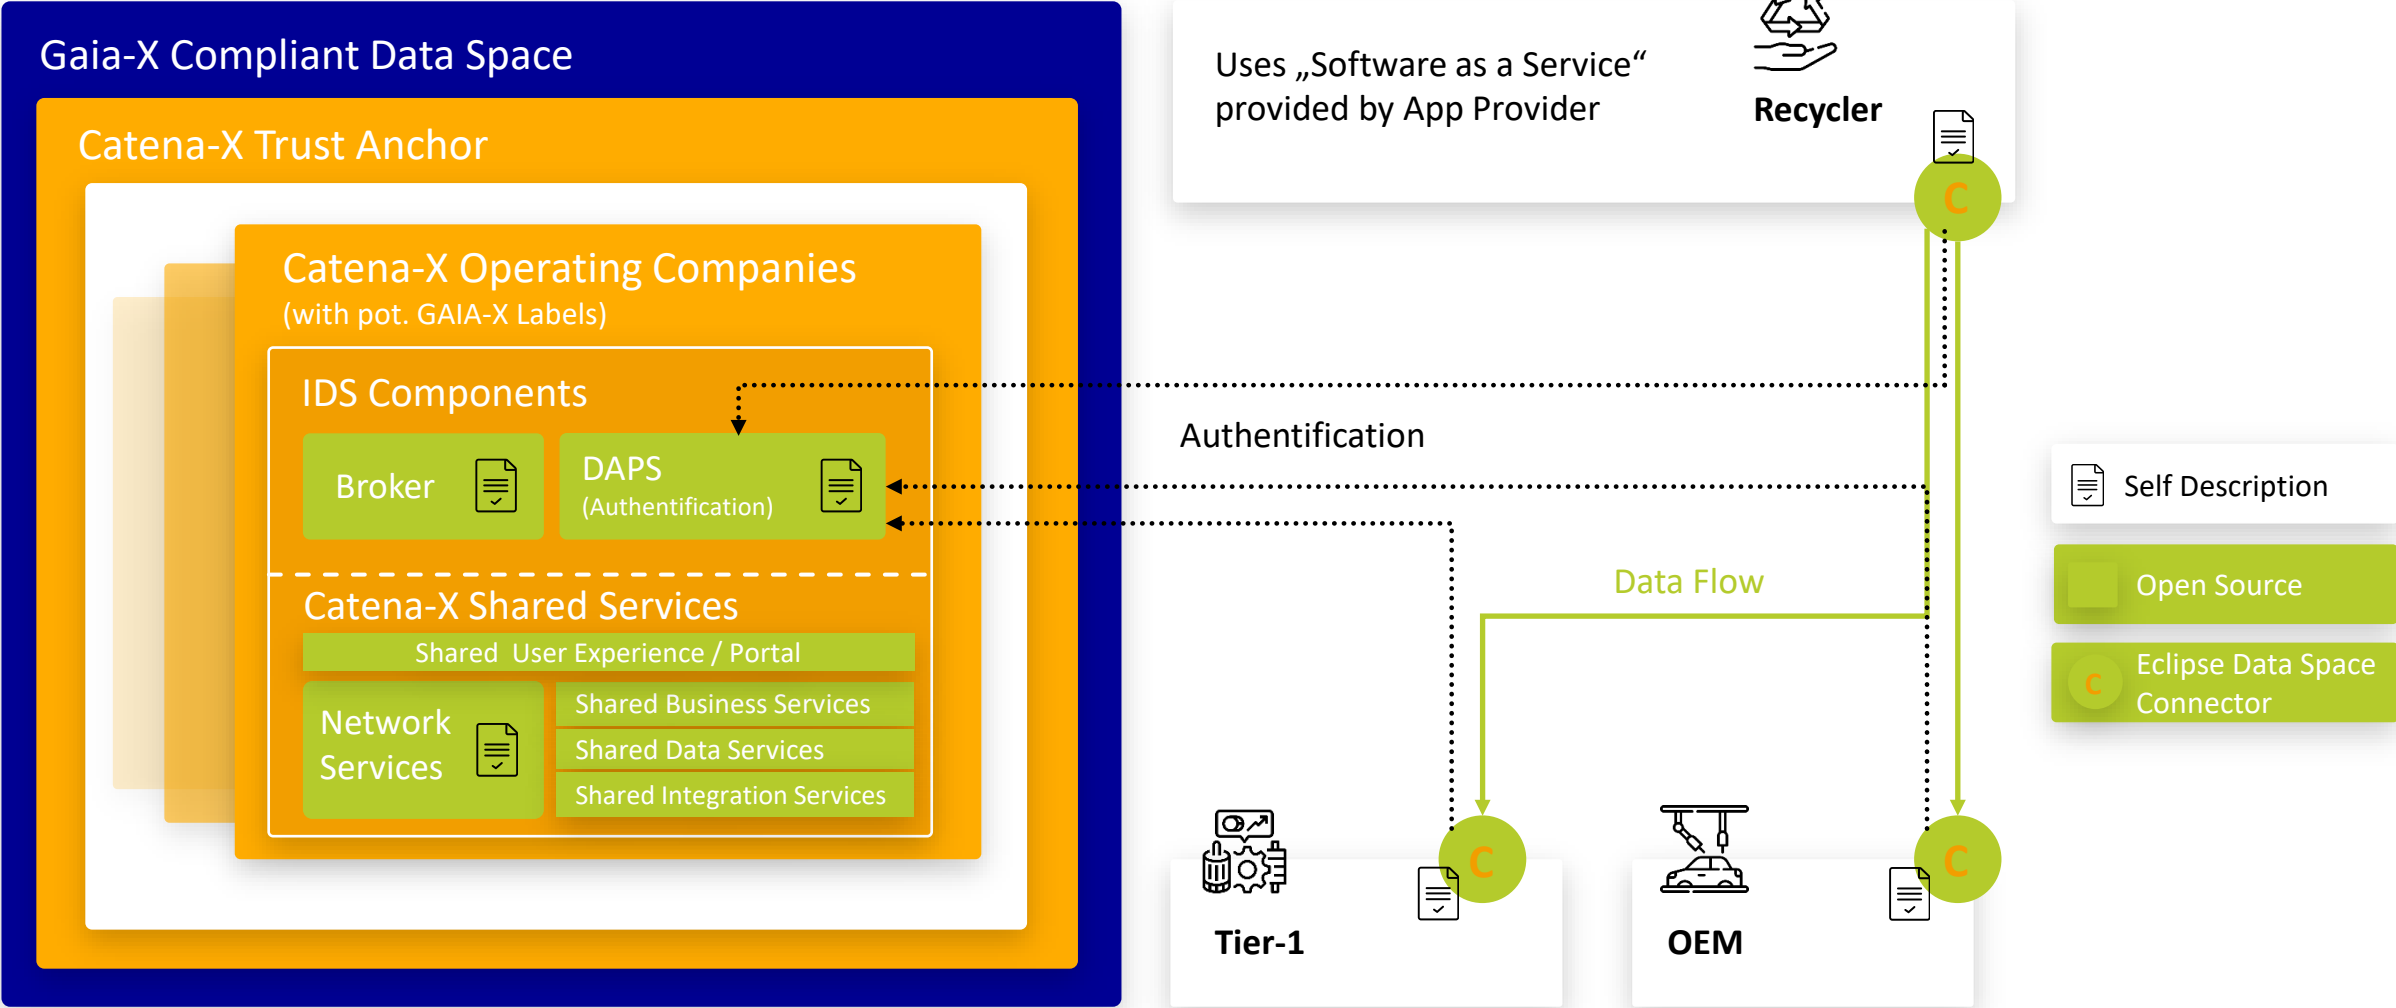 Gaia-X Compliant Data Space
Catena-X Trust Anchor
Catena-X Operating Companies
(with pot. GAIA-X Labels)
IDS Components
Broker
DAPS
(Authentification)
Catena-X Shared Services
Shared User Experience / Portal
Network
Services
Shared Business Services
Shared Data Services
Shared Integration Services
Uses „Software as a Service“
provided by App Provider
Recycler
C
Authentification
Data Flow
Tier-1
C
OEM
C
Self Description
Open Source
C
Eclipse Data Space
Connector